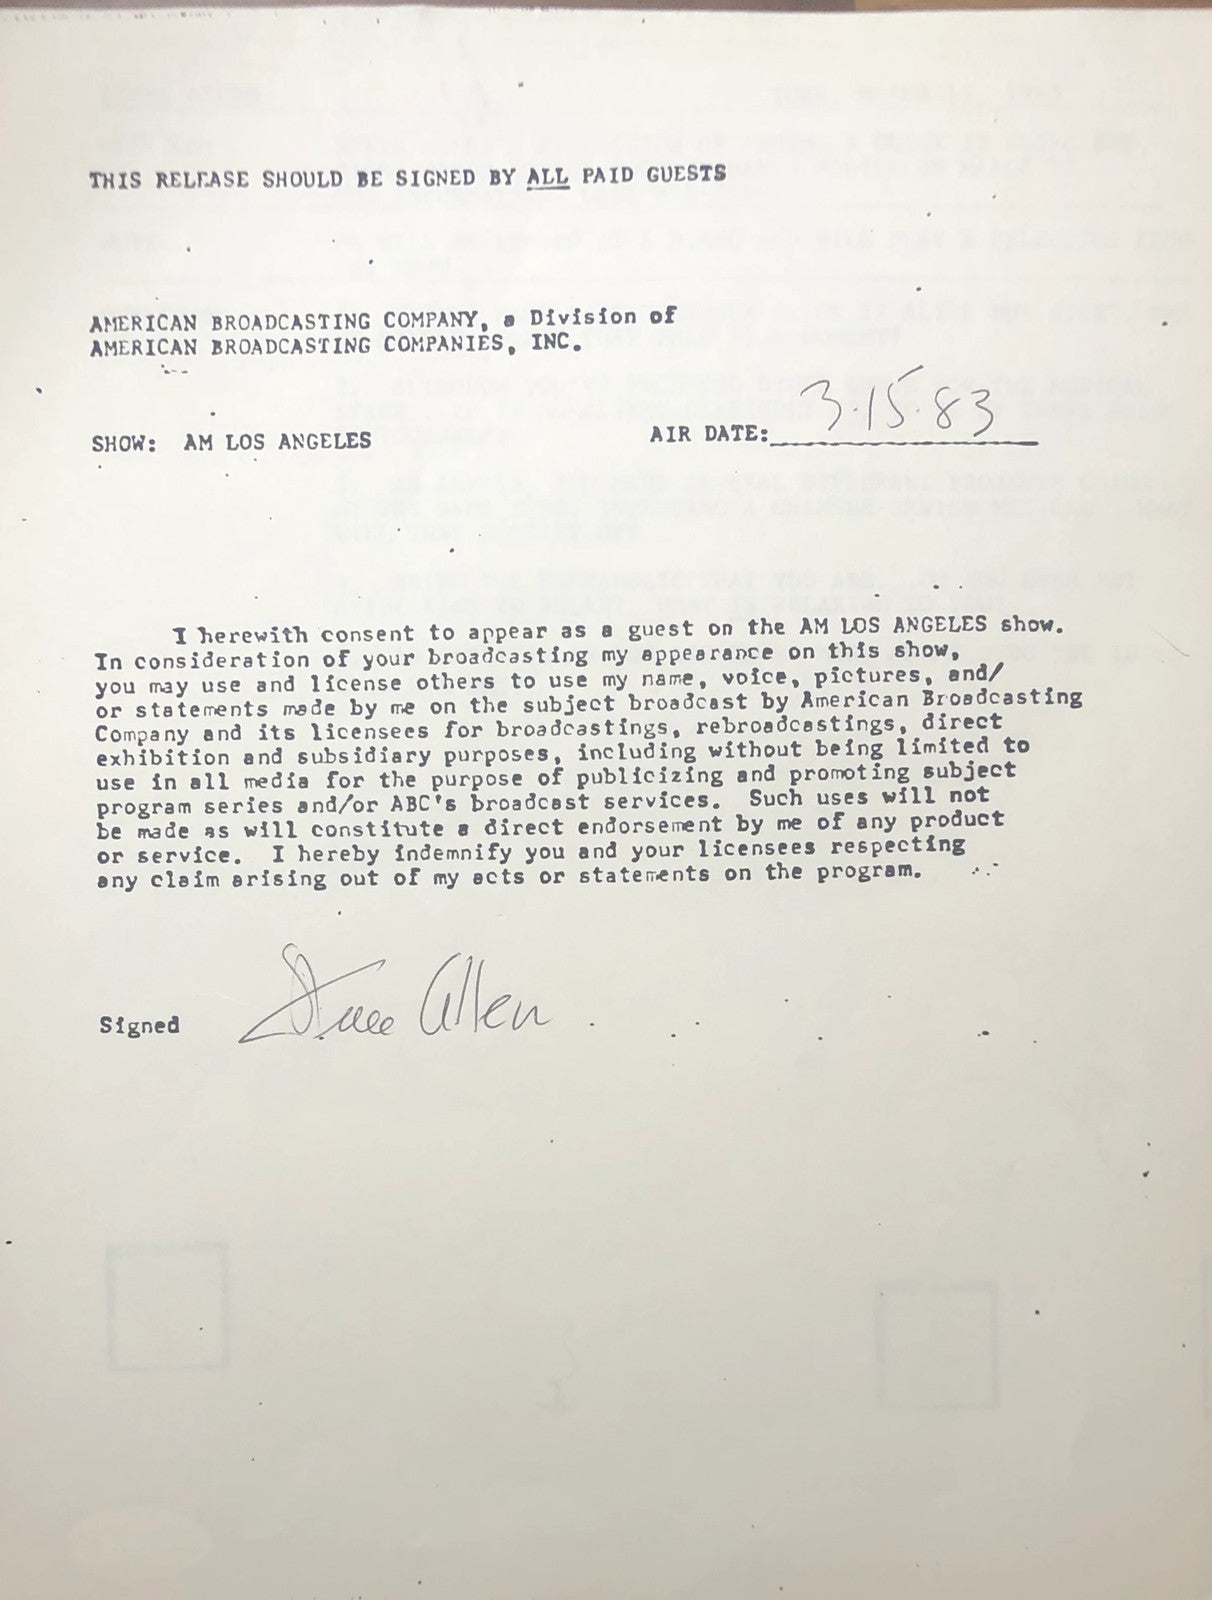 THIS RELEASE SHOULD BE SIGNED BY ALL PAID GUESTS
AMERICAN BROADCASTING COMPANY, a Division of
AMERICAN BROADCASTING COMPANIES, INC.
SHOW: AM LOS ANGELES AIR DATE: 3.15.83
I herewith consent to appear as a guest on the AM LOS ANGELES show.
In consideration of your broadcasting my appearance on this show,
you may use and license others to use my name, voice, pictures, and/
or statements made by me on the subject broadcast by American Broadcasting
Company and its licensees for broadcastings, rebroadcastings, direct
exhibition and subsidiary purposes, including without being limited to
use in all media for the purpose of publicizing and promoting subject
program series and/or ABC's broadcast services. Such uses will not
be made as will constitute a direct endorsement by me of any product
or service. I hereby indemnify you and your licensees respecting
any claim arising out of my acts or statements on the program.
Signed Steve Allen